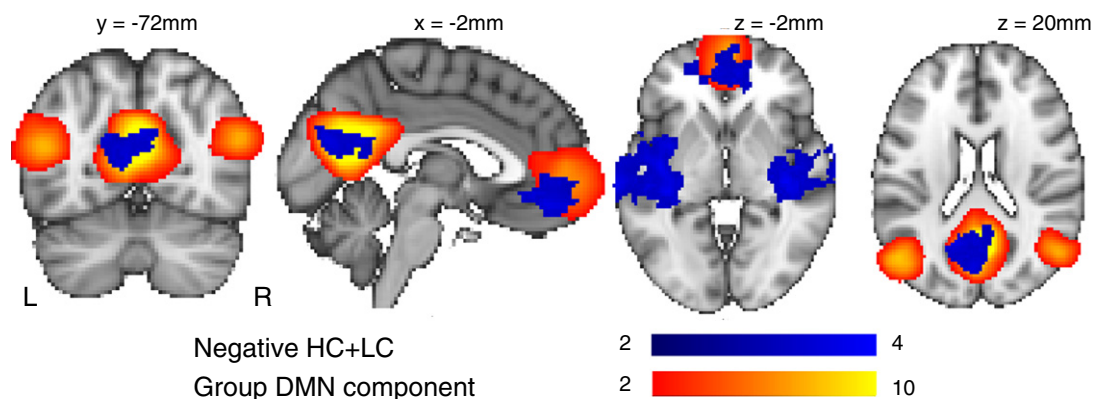 y = -72mm x = -2mm z = -2mm z = 20mm
L R
Negative HC+LC 2 4
Group DMN component 2 10